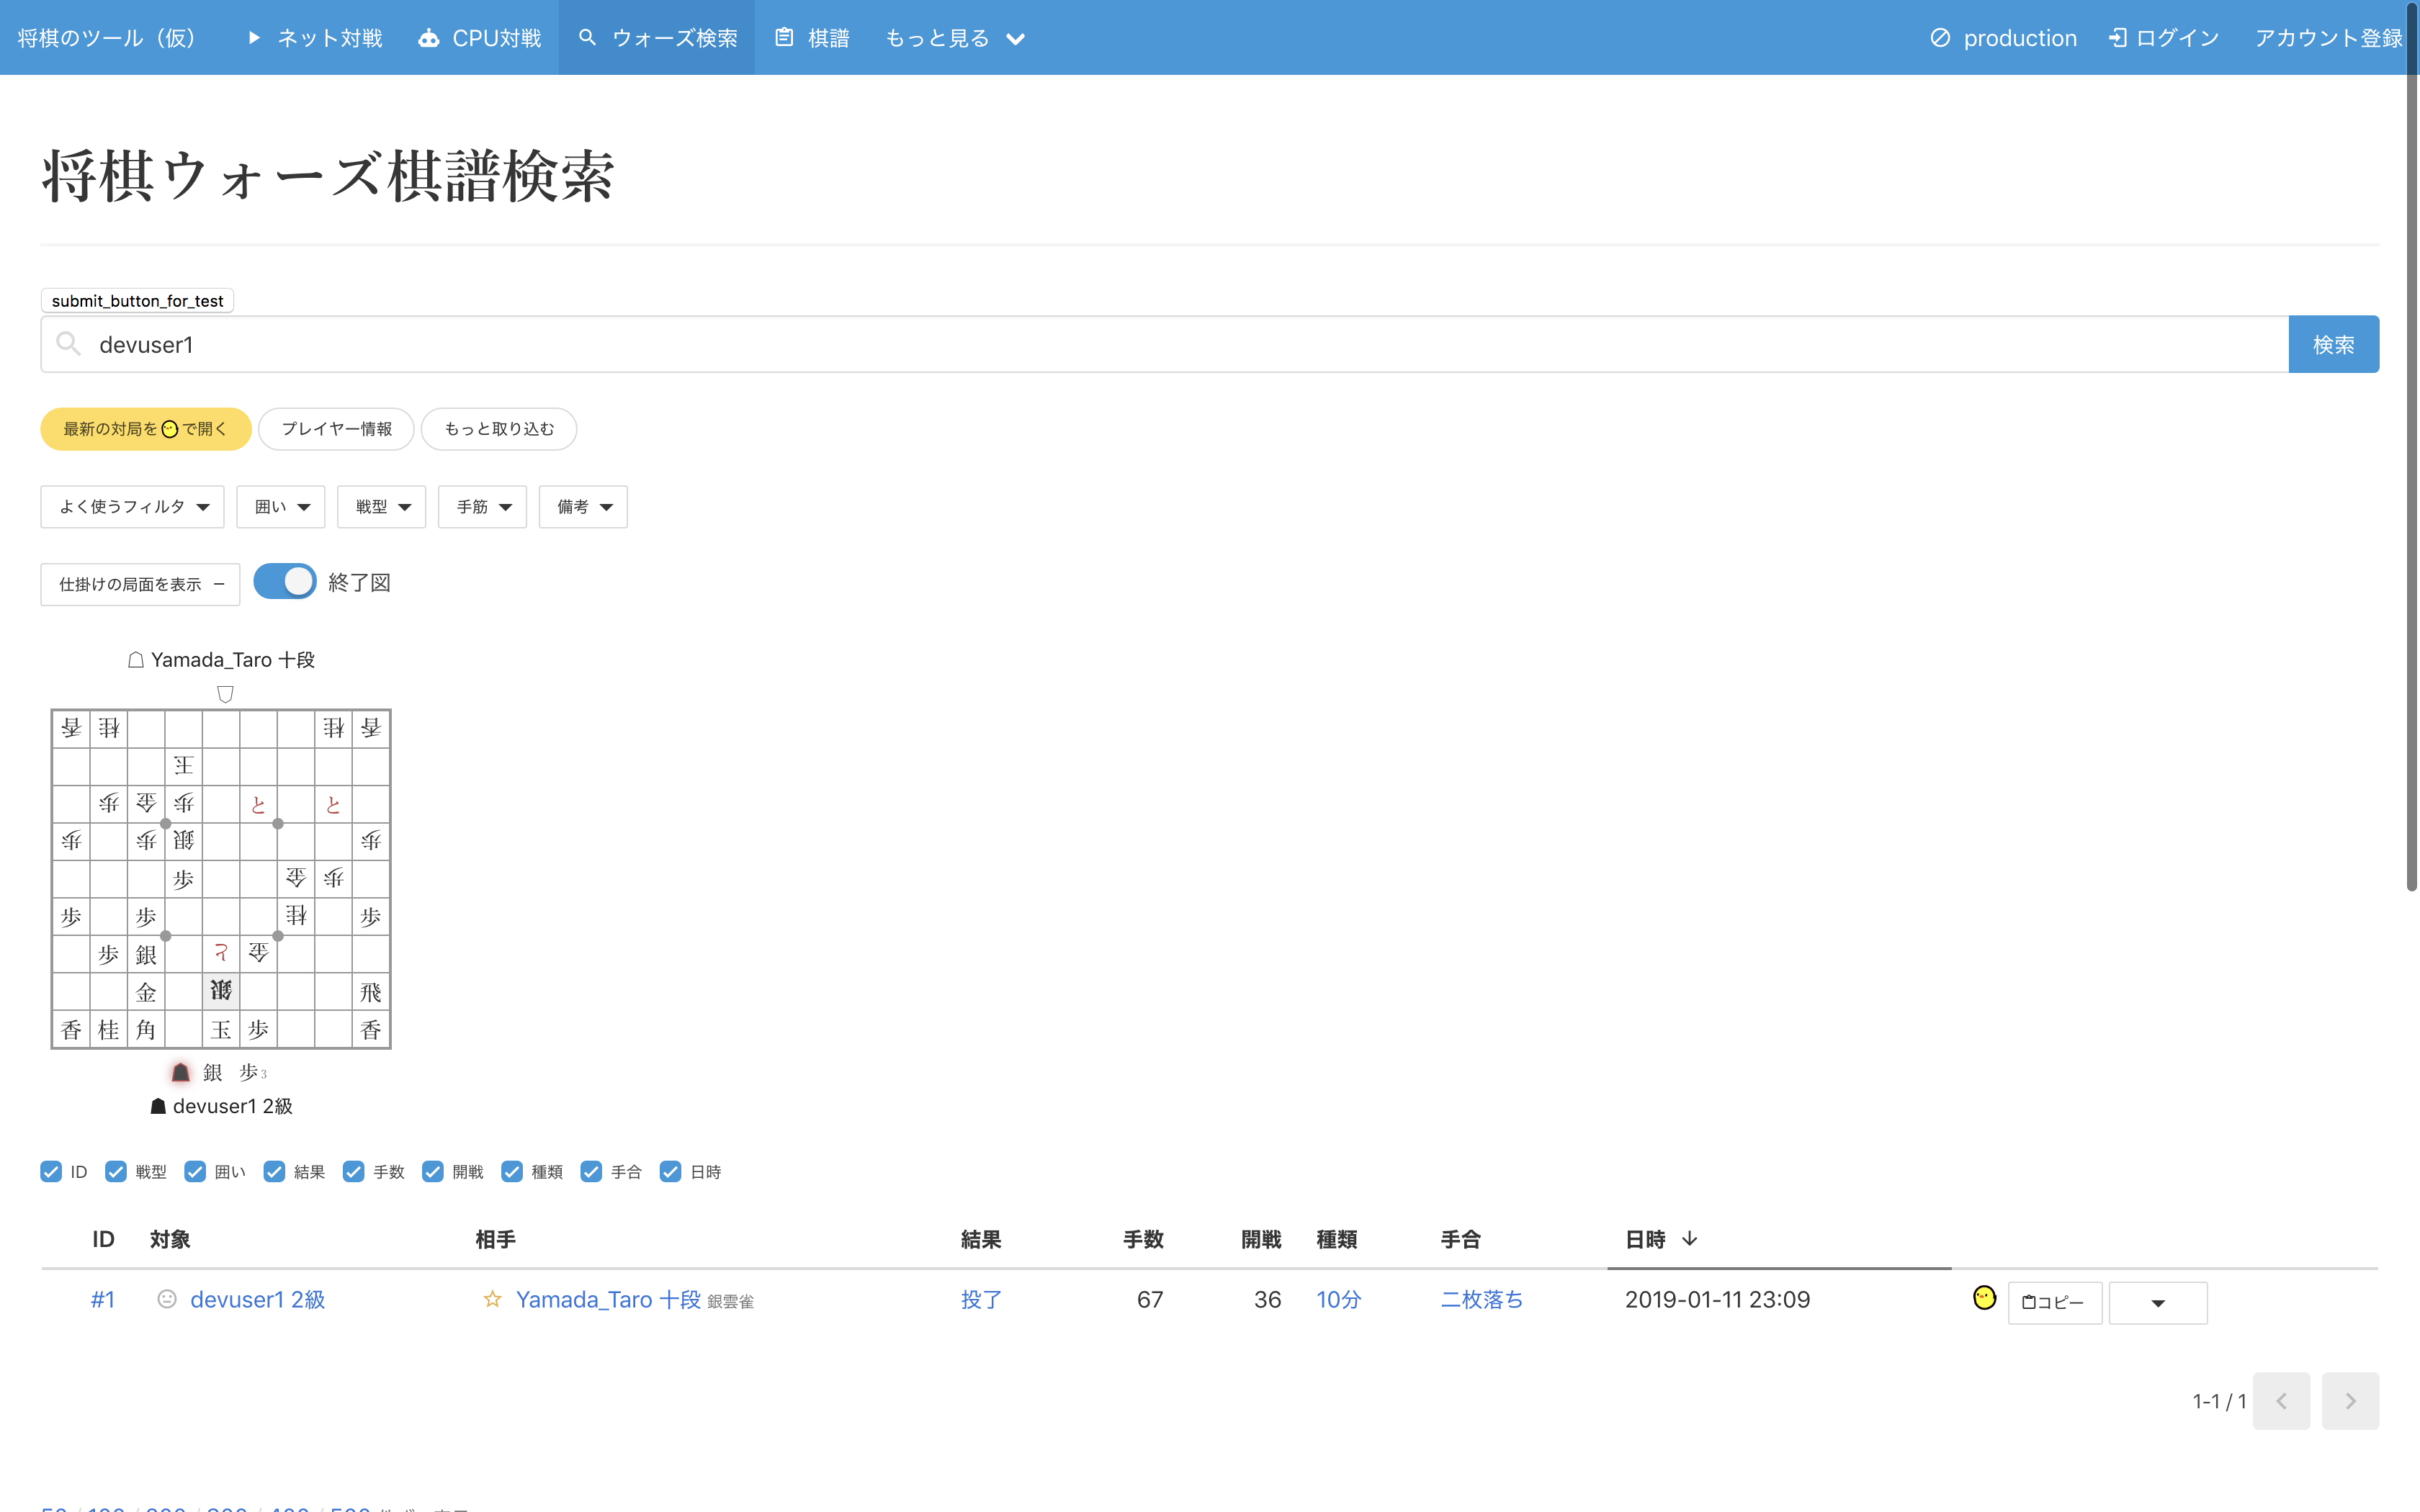 将棋のツール（仮） ネット対戦 CPU対戦 ウォーズ検索 棋譜 もっと見る production ログイン アカウント登録
将棋ウォーズ棋譜検索
submit_button_for_test
devuser1 検索
最新の対局をで開く プレイヤー情報 もっと取り込む
よく使うフィルタ 囲い 戦型 手筋 備考
仕掛けの局面を表示 終了図
Yamada_Taro 十段
香 桂 桂 香
王
歩 金 歩 と と
歩 歩 銀 歩
歩 金 歩
歩 歩 桂 歩
歩 銀 と 金
金 銀 飛
香 桂 角 玉 歩 香
銀 歩3
devuser1 2級
ID 戦型 囲い 結果 手数 開戦 種類 手合 日時
ID 対象 相手 結果 手数 開戦 種類 手合 日時
#1 devuser1 2級 Yamada_Taro 十段 銀雲雀 投了 67 36 10分 二枚落ち 2019-01-11 23:09 コピー
1-1 / 1